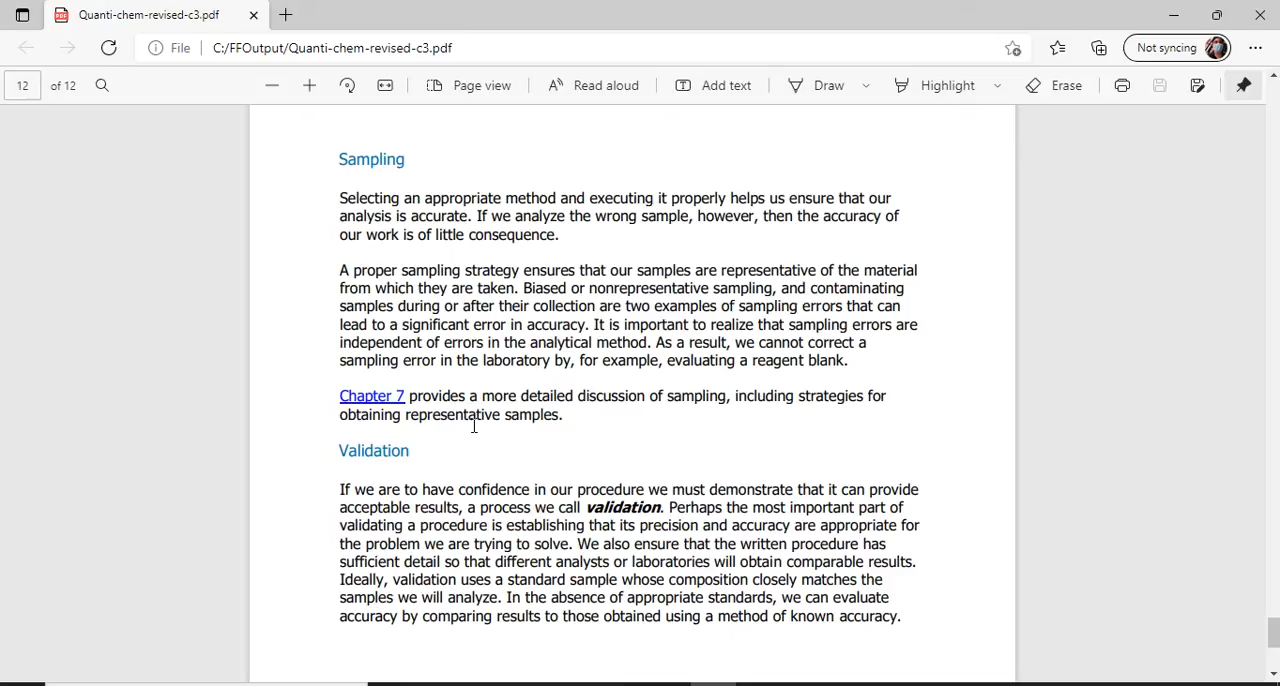 Quanti-chem-revised-c3.pdf
File C:/FFOutput/Quanti-chem-revised-c3.pdf Not syncing
12 of 12 Page view Read aloud Add text Draw Highlight Erase
Sampling
Selecting an appropriate method and executing it properly helps us ensure that our
analysis is accurate. If we analyze the wrong sample, however, then the accuracy of
our work is of little consequence.
A proper sampling strategy ensures that our samples are representative of the material
from which they are taken. Biased or nonrepresentative sampling, and contaminating
samples during or after their collection are two examples of sampling errors that can
lead to a significant error in accuracy. It is important to realize that sampling errors are
independent of errors in the analytical method. As a result, we cannot correct a
sampling error in the laboratory by, for example, evaluating a reagent blank.
Chapter 7 provides a more detailed discussion of sampling, including strategies for
obtaining representative samples.
Validation
If we are to have confidence in our procedure we must demonstrate that it can provide
acceptable results, a process we call validation. Perhaps the most important part of
validating a procedure is establishing that its precision and accuracy are appropriate for
the problem we are trying to solve. We also ensure that the written procedure has
sufficient detail so that different analysts or laboratories will obtain comparable results.
Ideally, validation uses a standard sample whose composition closely matches the
samples we will analyze. In the absence of appropriate standards, we can evaluate
accuracy by comparing results to those obtained using a method of known accuracy.